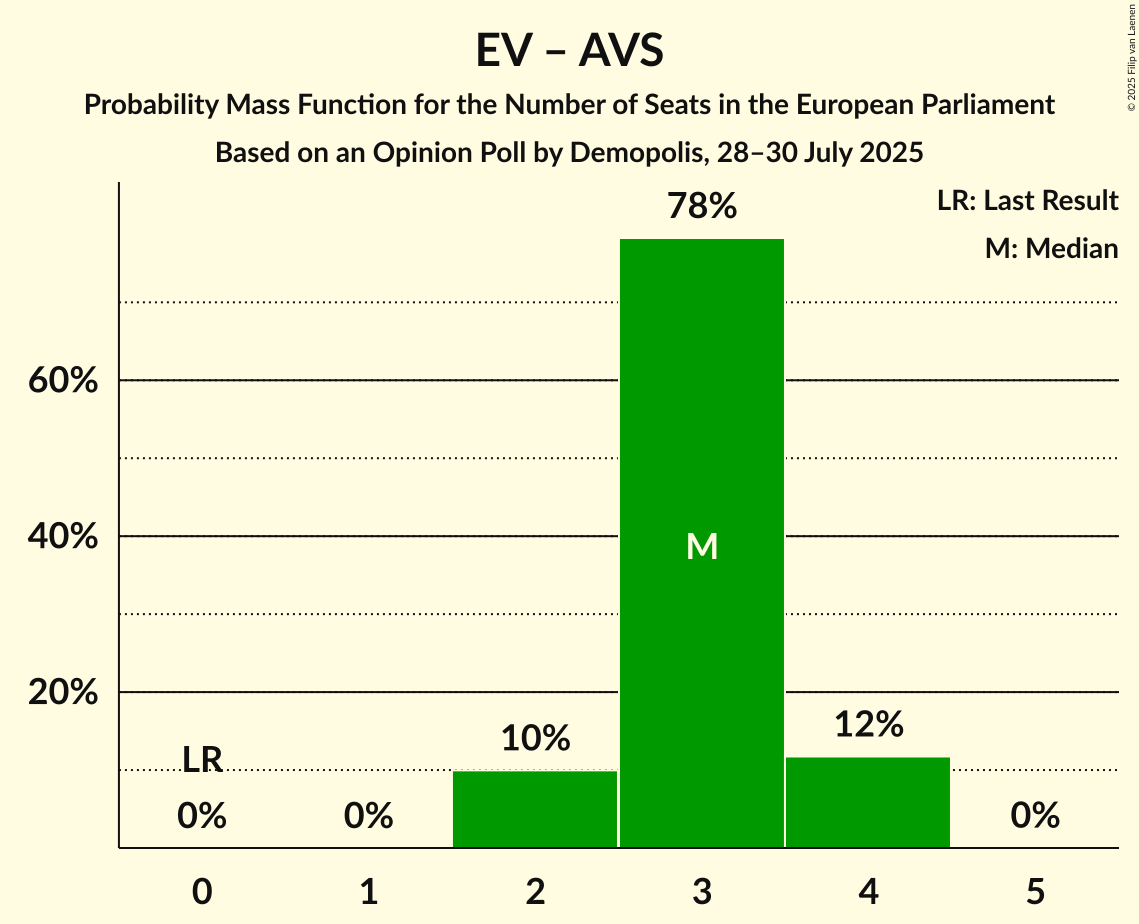 EV – AVS
Probability Mass Function for the Number of Seats in the European Parliament
Based on an Opinion Poll by Demopolis, 28–30 July 2025
© 2025 Filip van Laenen
LR: Last Result
M: Median
78%
60%
40%
M
20%
12%
10%
LR
0% 0% 0%
0 1 2 3 4 5